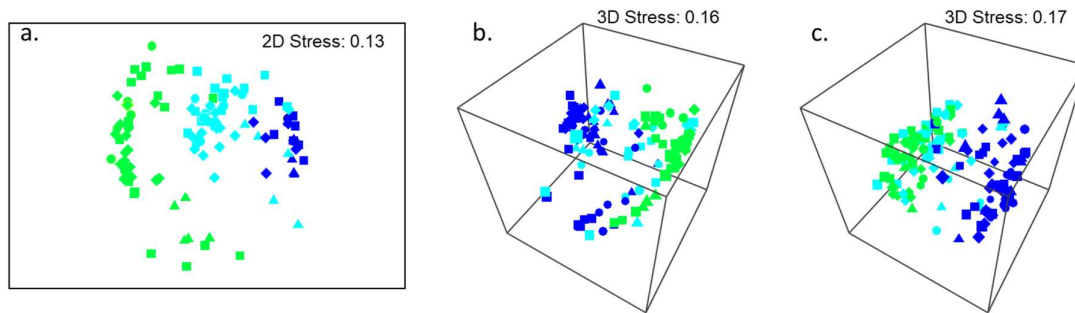 a.
2D Stress: 0.13
b.
3D Stress: 0.16
c.
3D Stress: 0.17